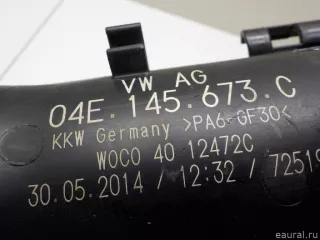 VW AG
04E.145.673.C
KKW Germany >PA6-GF30<
WOCO 40 12472C
30.05.2014 / 12:32 / 72519
eaural.ru